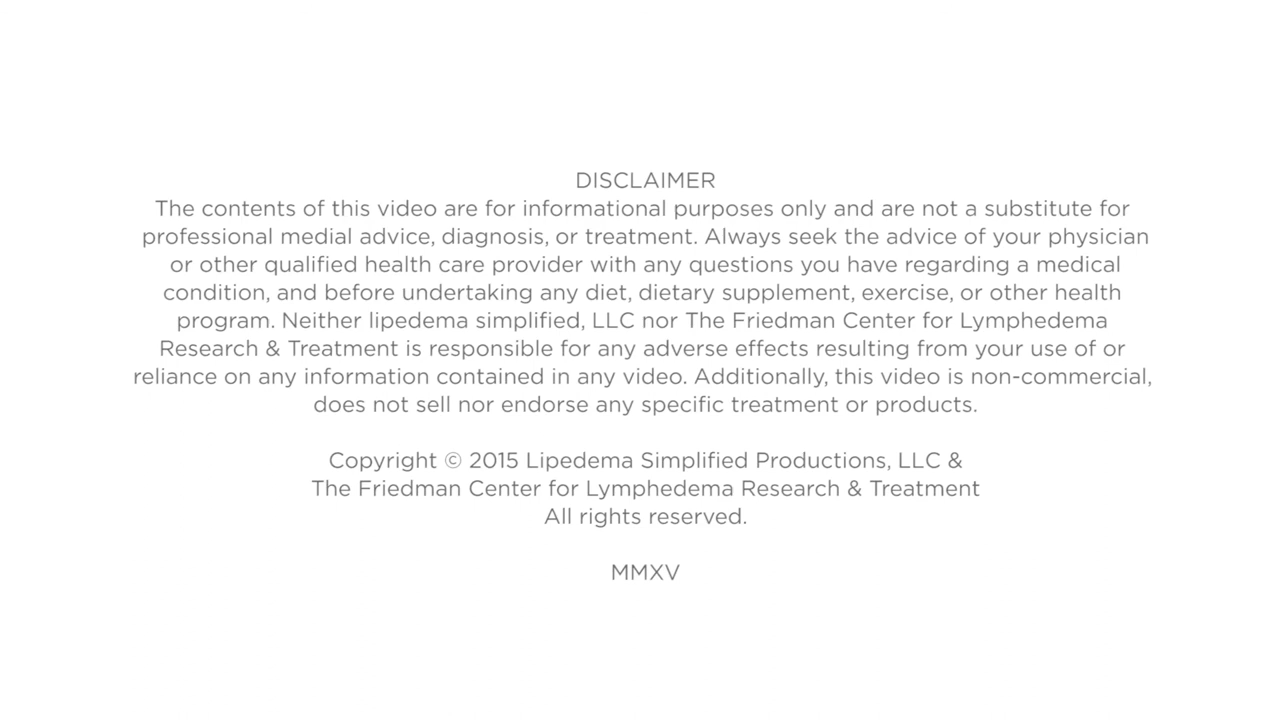 DISCLAIMER
The contents of this video are for informational purposes only and are not a substitute for
professional medial advice, diagnosis, or treatment. Always seek the advice of your physician
or other qualified health care provider with any questions you have regarding a medical
condition, and before undertaking any diet, dietary supplement, exercise, or other health
program. Neither lipedema simplified, LLC nor The Friedman Center for Lymphedema
Research & Treatment is responsible for any adverse effects resulting from your use of or
reliance on any information contained in any video. Additionally, this video is non-commercial,
does not sell nor endorse any specific treatment or products.
Copyright © 2015 Lipedema Simplified Productions, LLC &
The Friedman Center for Lymphedema Research & Treatment
All rights reserved.
MMXV